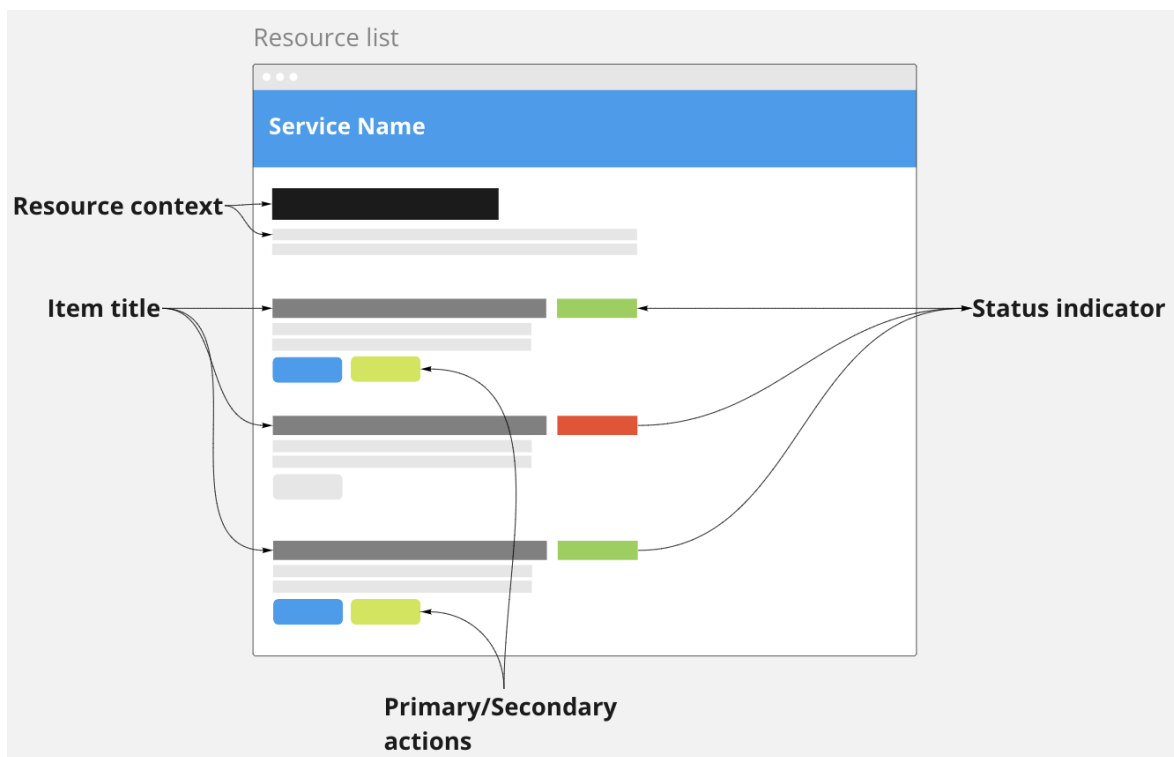 Resource list
Service Name
Resource context
Item title
Status indicator
Primary/Secondary
actions